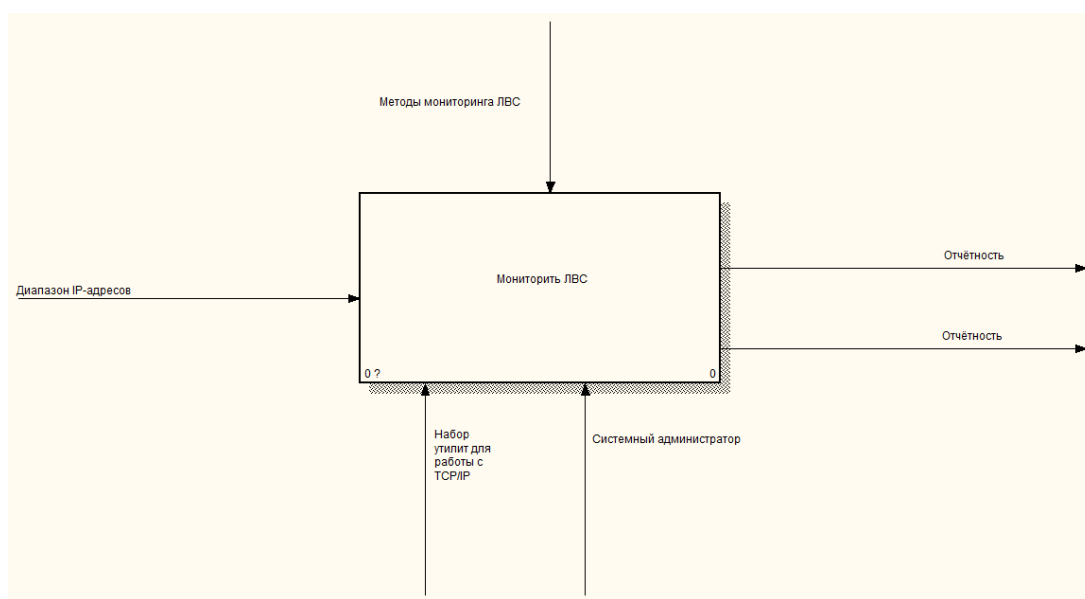 Методы мониторинга ЛВС
Отчётность
Мониторить ЛВС
Диапазон IP-адресов
Отчётность
0 ?
0
Набор
утилит для
работы с
TCP/IP
Системный администратор